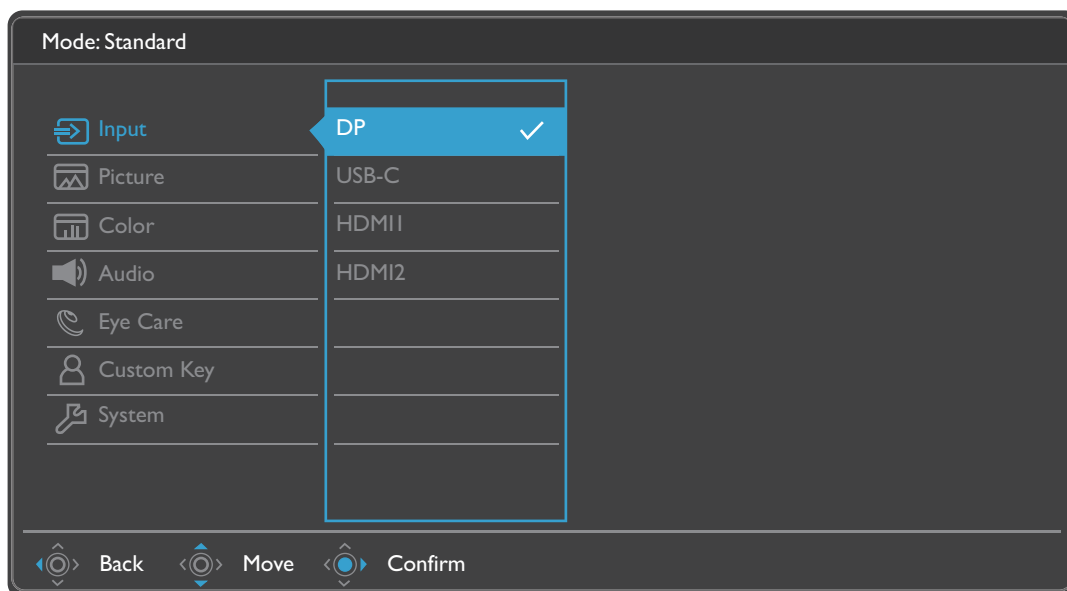 Mode: Standard
Input
DP
Picture
USB-C
Color
HDMI1
Audio
HDMI2
Eye Care
Custom Key
System
Back
Move
Confirm